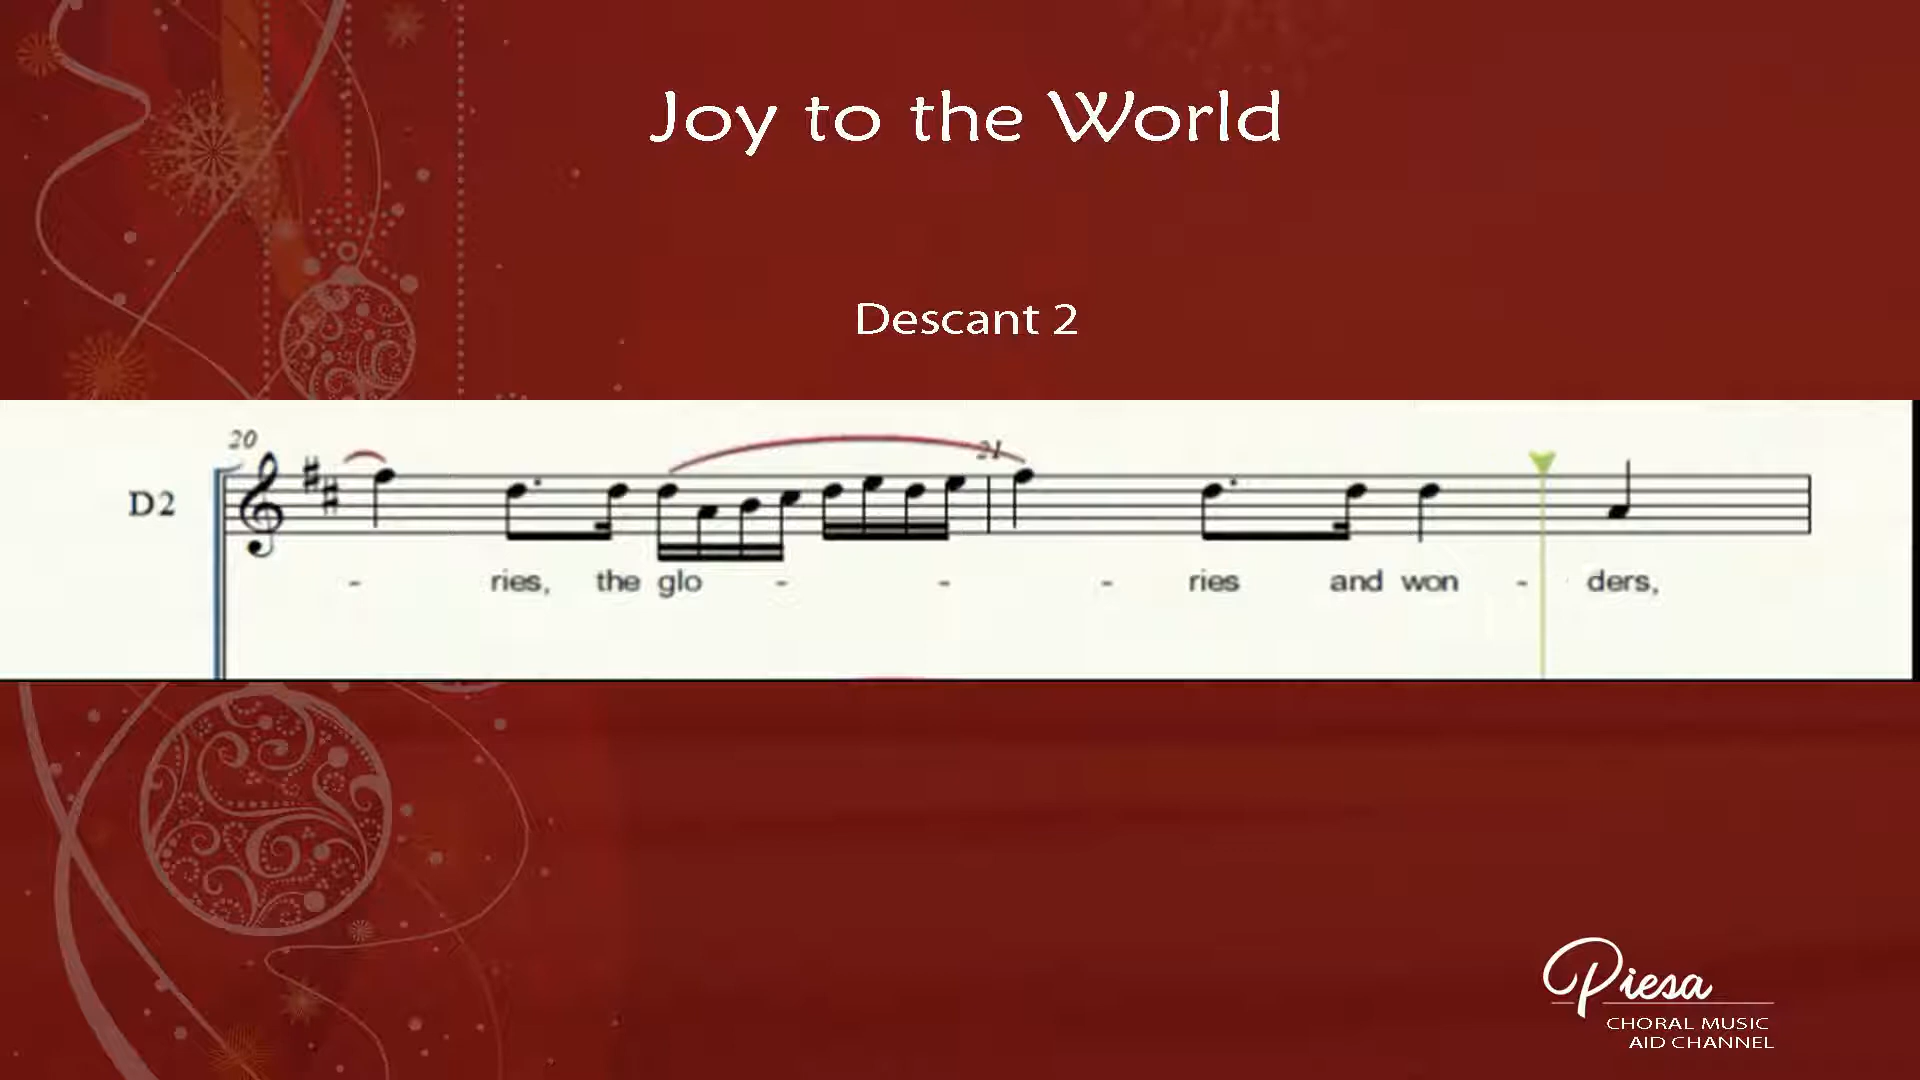 Joy to the World
Descant 2
20
21
D2
- ries, the glo - - - ries and won - ders,
Piesa
CHORAL MUSIC
AID CHANNEL